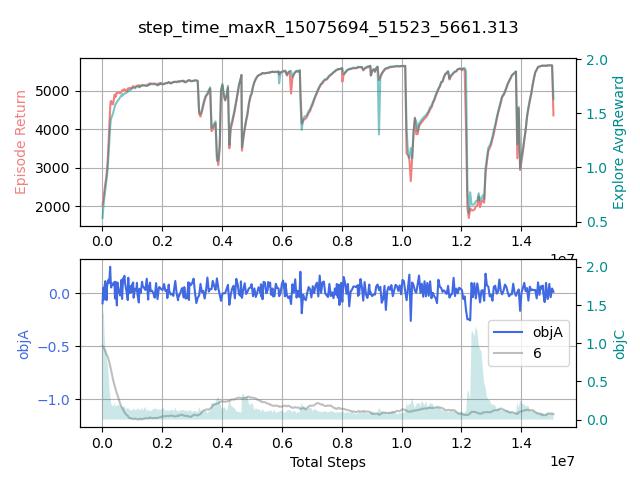 step_time_maxR_15075694_51523_5661.313
Episode Return
5000
4000
3000
2000
2.0
1.5
1.0
0.5
Explore AvgReward
0.0 0.2 0.4 0.6 0.8 1.0 1.2 1.4
1e7
objA
0.0
−0.5
−1.0
2.0
1.5
1.0
0.5
0.0
objC
objA
6
0.0 0.2 0.4 0.6 0.8 1.0 1.2 1.4
Total Steps
1e7